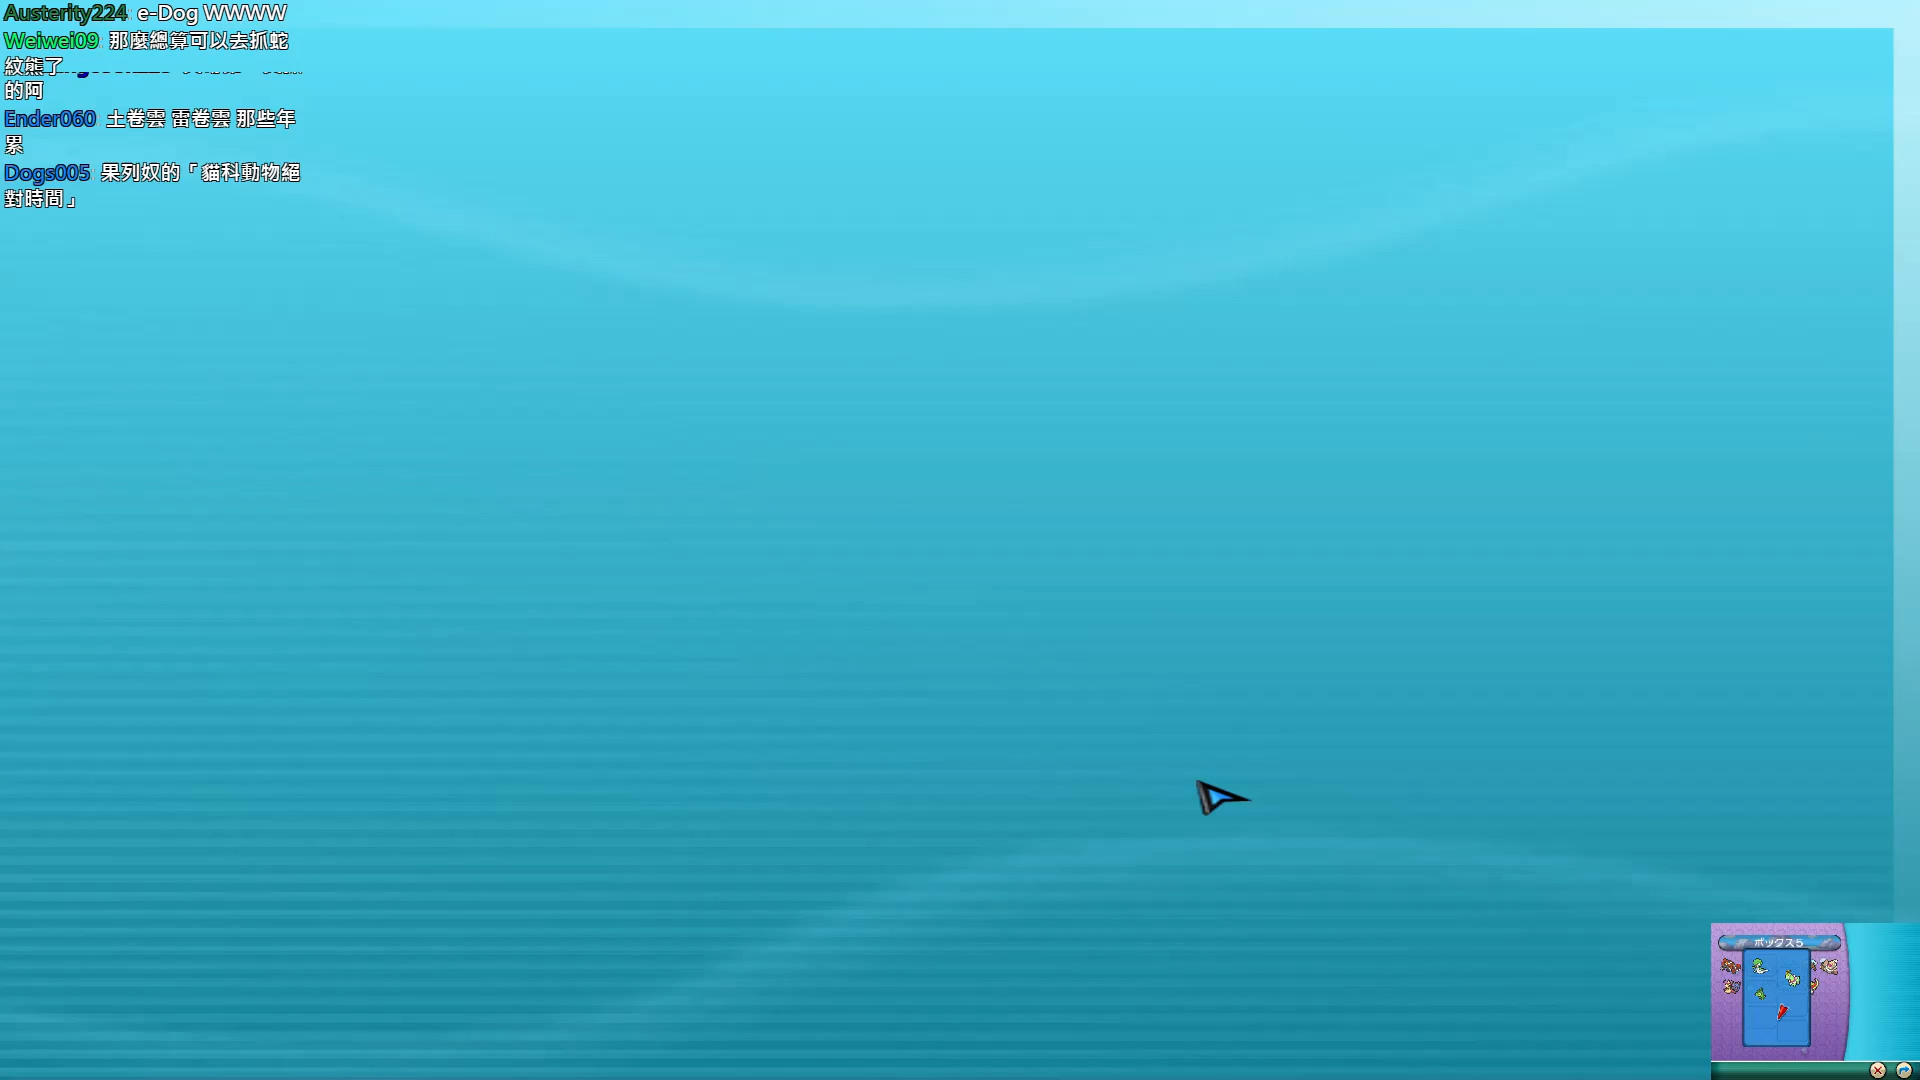 Austerity224: e-Dog WWWW
Weiwei09: 那麼總算可以去抓蛇
紋熊了
的阿
Ender060: 土卷雲 雷卷雲 那些年
累
Dogs005: 果列奴的「貓科動物絕
對時間」
ボックス5